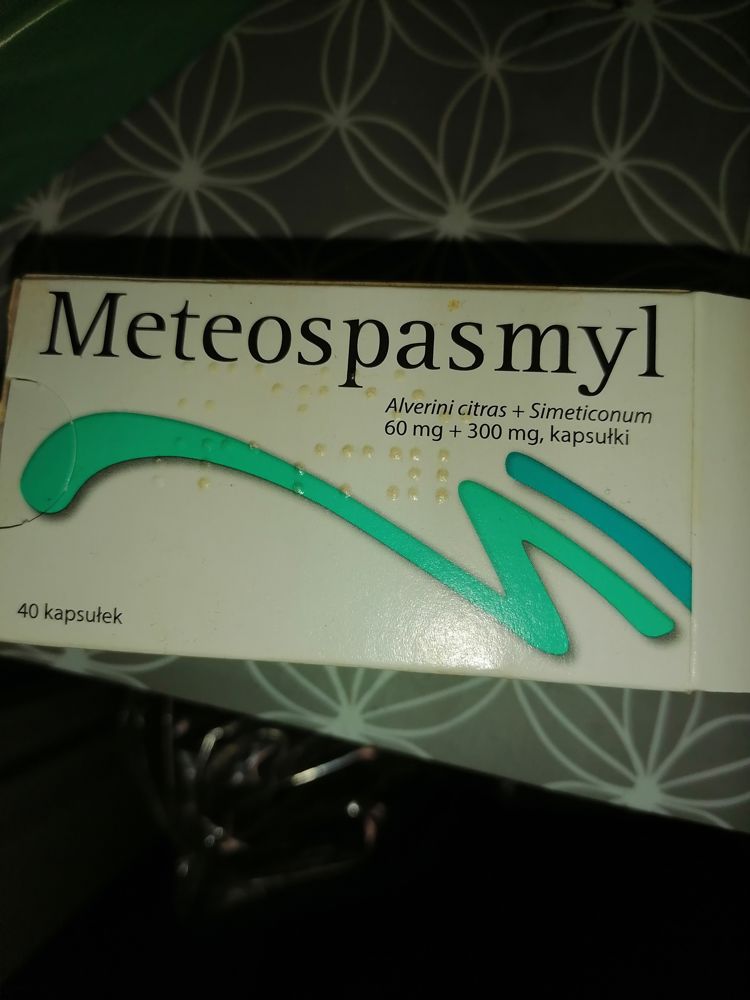 Meteospasmyl
Alverini citras + Simeticonum
60 mg + 300 mg, kapsułki
40 kapsułek